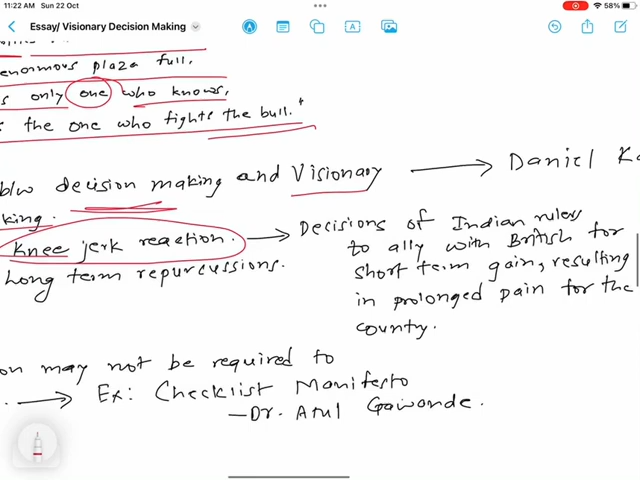 11:22 AM Sun 22 Oct
58%
Essay/ Visionary Decision Making
enormous plaza full.
s only one who knows,
s the one who fights the bull."
b/w decision making and Visionary → Daniel Ka
king.
Knee jerk reaction. → Decisions of Indian rulers
to ally with British for
Long term repurcussions.
short term gain, resulting
in prolonged pain for the
county.
on may not be required to
→ Ex: Checklist Manifesto
- Dr. Atul Gawande.